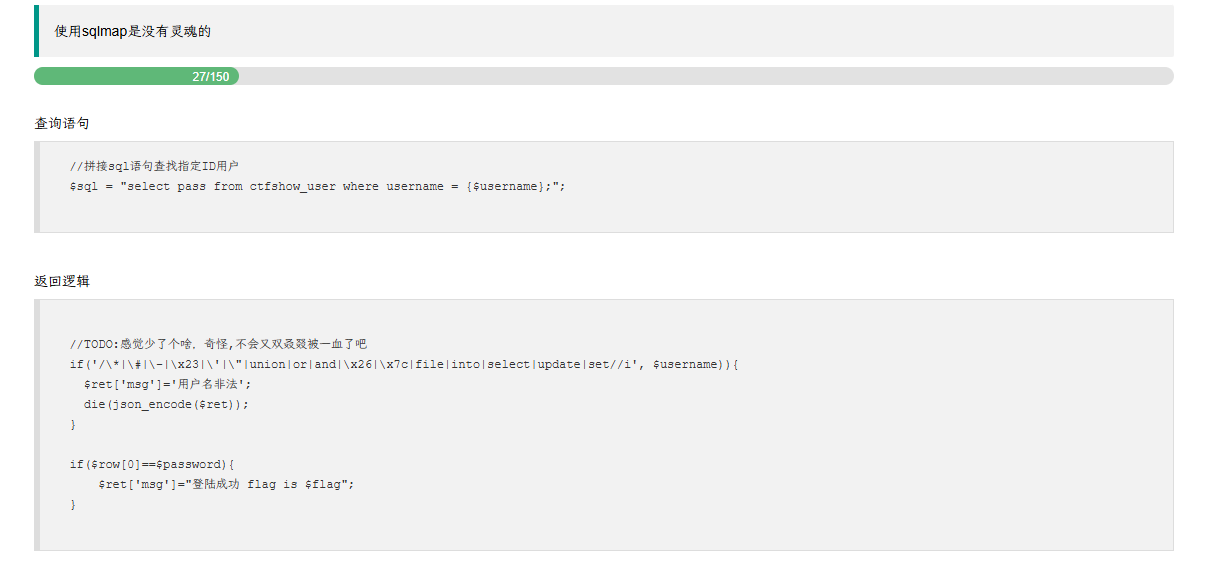 使用sqlmap是没有灵魂的
27/150
查询语句
//拼接sql语句查找指定ID用户
$sql = "select pass from ctfshow_user where username = {$username};";
返回逻辑
//TODO:感觉少了个啥，奇怪,不会又双叒叕被一血了吧
if('/\*|\#|\-|\x23|\'|\"|union|or|and|\x26|\x7c|file|into|select|update|set//i', $username)){
$ret['msg']='用户名非法';
die(json_encode($ret));
}
if($row[0]==$password){
$ret['msg']="登陆成功 flag is $flag";
}